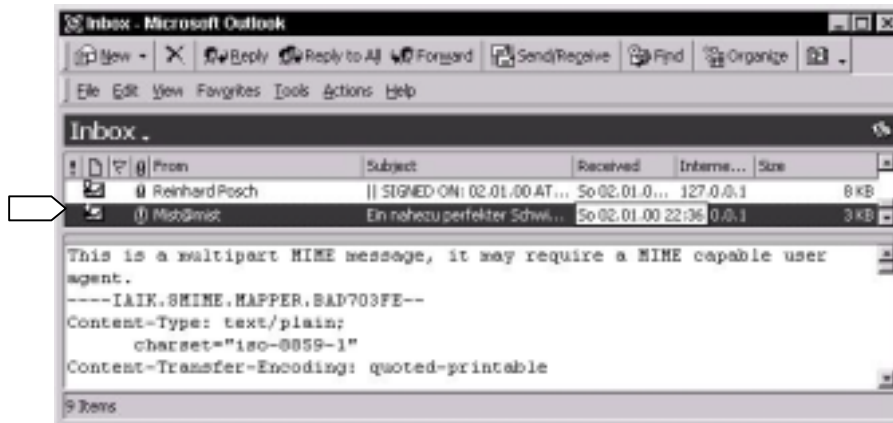 Inbox - Microsoft Outlook
New Reply Reply to All Forward Send/Receive Find Organize
File Edit View Favorites Tools Actions Help
Inbox .
! From Subject Received Interne... Size
Reinhard Posch || SIGNED ON: 02.01.00 AT... So 02.01.0... 127.0.0.1 8 KB
Mist@mist Ein nahezu perfekter Schwi... So 02.01.00 22:36 0.0.1 3 KB
This is a multipart MIME message, it may require a MIME capable user
agent.
----IAIK.SMIME.MAPPER.BAD703FE--
Content-Type: text/plain;
charset="iso-8859-1"
Content-Transfer-Encoding: quoted-printable
9 Items